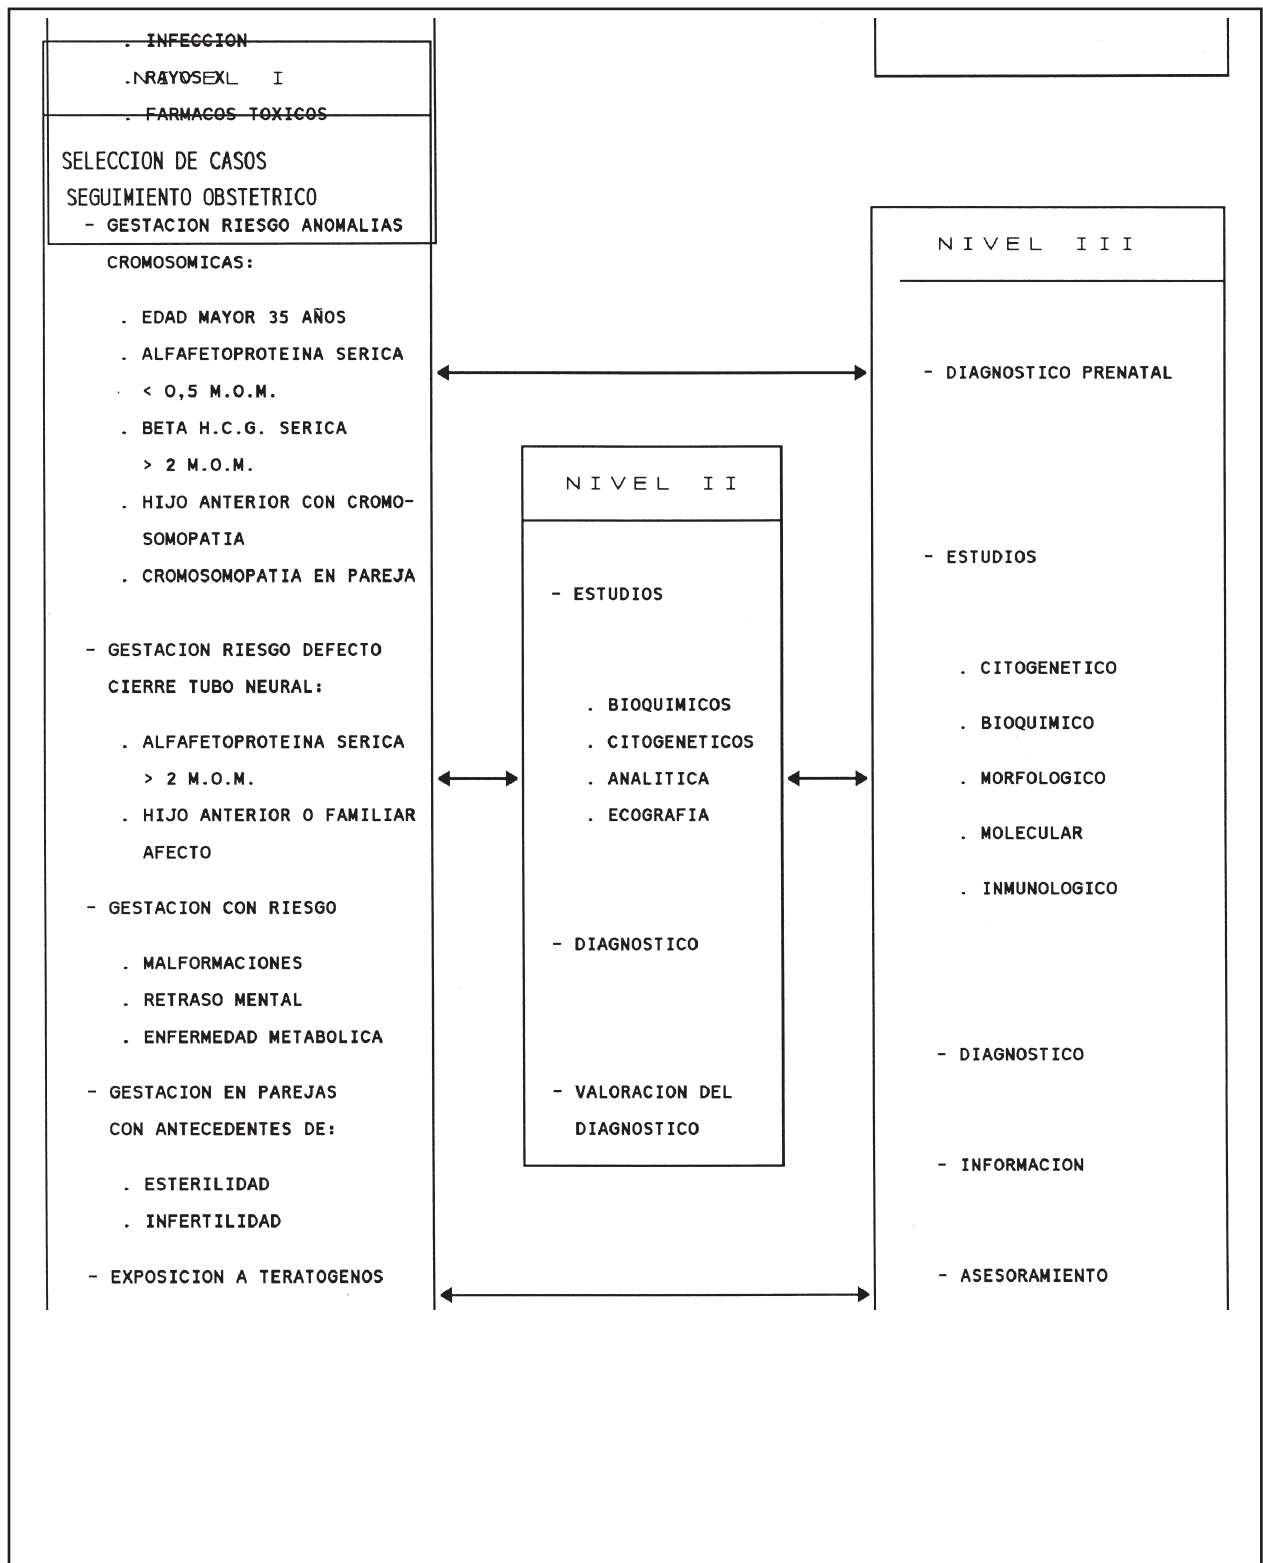 . INFECCION
NIVEL I
. RAYOS X
. FARMACOS TOXICOS
SELECCION DE CASOS
SEGUIMIENTO OBSTETRICO
- GESTACION RIESGO ANOMALIAS
CROMOSOMICAS:
. EDAD MAYOR 35 AÑOS
. ALFAFETOPROTEINA SERICA
< 0,5 M.O.M.
. BETA H.C.G. SERICA
> 2 M.O.M.
. HIJO ANTERIOR CON CROMO-
SOMOPATIA
. CROMOSOMOPATIA EN PAREJA
- GESTACION RIESGO DEFECTO
CIERRE TUBO NEURAL:
. ALFAFETOPROTEINA SERICA
> 2 M.O.M.
. HIJO ANTERIOR O FAMILIAR
AFECTO
- GESTACION CON RIESGO
. MALFORMACIONES
. RETRASO MENTAL
. ENFERMEDAD METABOLICA
- GESTACION EN PAREJAS
CON ANTECEDENTES DE:
. ESTERILIDAD
. INFERTILIDAD
- EXPOSICION A TERATOGENOS
NIVEL II
- ESTUDIOS
. BIOQUIMICOS
. CITOGENETICOS
. ANALITICA
. ECOGRAFIA
- DIAGNOSTICO
- VALORACION DEL
DIAGNOSTICO
NIVEL III
- DIAGNOSTICO PRENATAL
- ESTUDIOS
. CITOGENETICO
. BIOQUIMICO
. MORFOLOGICO
. MOLECULAR
. INMUNOLOGICO
- DIAGNOSTICO
- INFORMACION
- ASESORAMIENTO